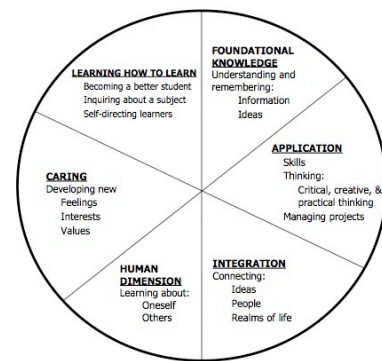 FOUNDATIONAL
KNOWLEDGE
Understanding and
remembering:
Information
Ideas
APPLICATION
Skills
Thinking:
Critical, creative, &
practical thinking
Managing projects
INTEGRATION
Connecting:
Ideas
People
Realms of life
HUMAN
DIMENSION
Learning about:
Oneself
Others
CARING
Developing new
Feelings
Interests
Values
LEARNING HOW TO LEARN
Becoming a better student
Inquiring about a subject
Self-directing learners